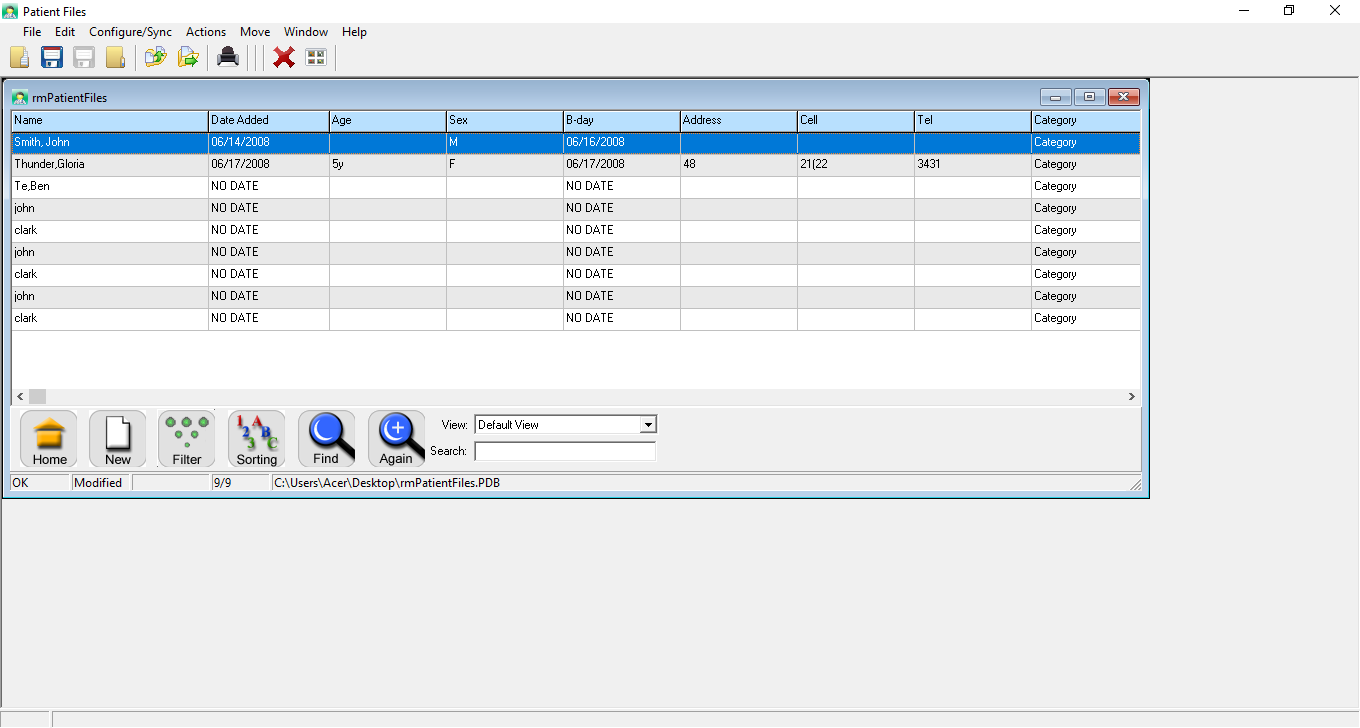 Patient Files
File Edit Configure/Sync Actions Move Window Help
rmPatientFiles
Name Date Added Age Sex B-day Address Cell Tel Category
Smith, John 06/14/2008 M 06/16/2008 Category
Thunder,Gloria 06/17/2008 5y F 06/17/2008 48 21(22 3431 Category
Te,Ben NO DATE NO DATE Category
john NO DATE NO DATE Category
clark NO DATE NO DATE Category
john NO DATE NO DATE Category
clark NO DATE NO DATE Category
john NO DATE NO DATE Category
clark NO DATE NO DATE Category
View: Default View
Search:
Home New Filter Sorting Find Again
OK Modified 9/9 C:\Users\Acer\Desktop\rmPatientFiles.PDB